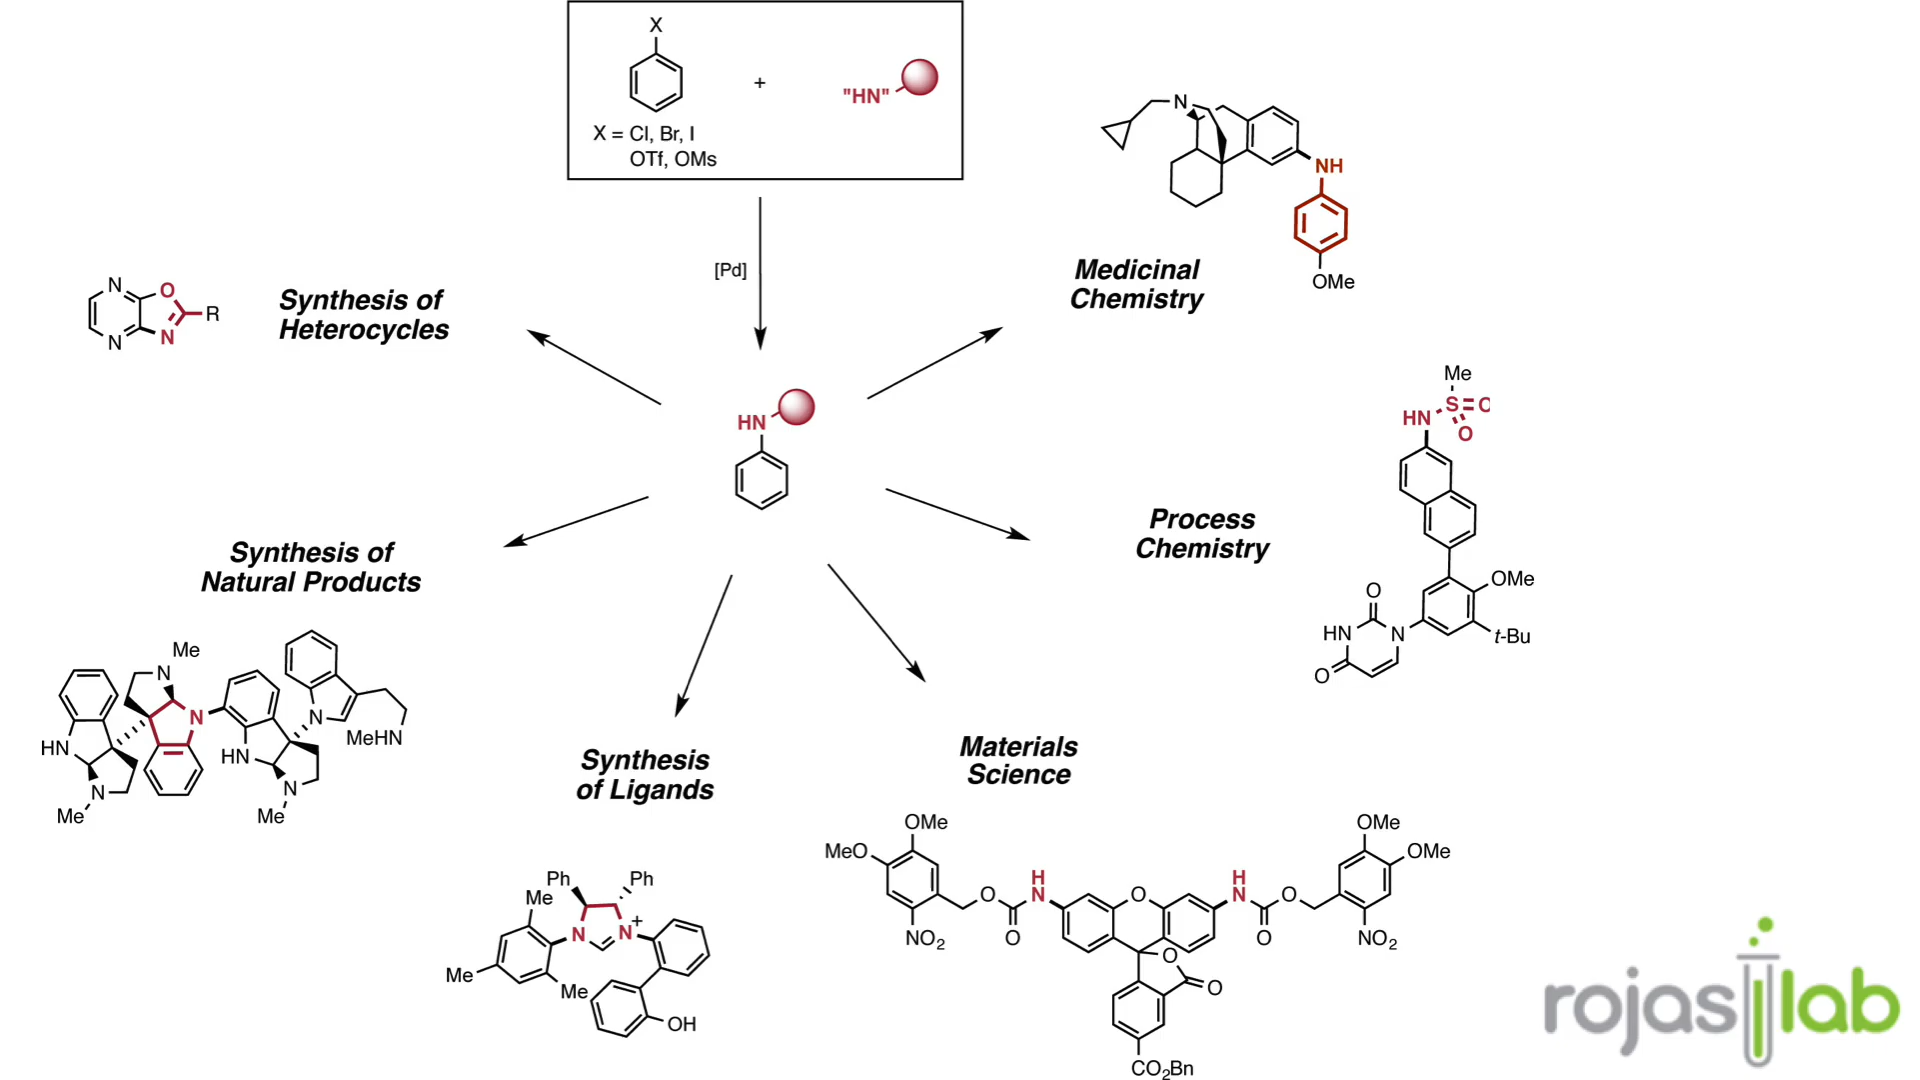 X
+
"HN"
X = Cl, Br, I
OTf, OMs
[Pd]
HN
N
NH
OMe
Medicinal
Chemistry
N
O
R
N
N
Synthesis of
Heterocycles
Me
S
O
HN
O
Process
Chemistry
OMe
O
HN
N
t-Bu
O
Synthesis of
Natural Products
Me
N
N
N
HN
HN
MeHN
N
N
Me
Me
Synthesis
of Ligands
Ph
Ph
Me
N
N
+
Me
Me
OH
Materials
Science
OMe
OMe
MeO
OMe
H
H
N
N
O
O
O
NO2
O
O
NO2
O
O
CO2Bn
rojaslab